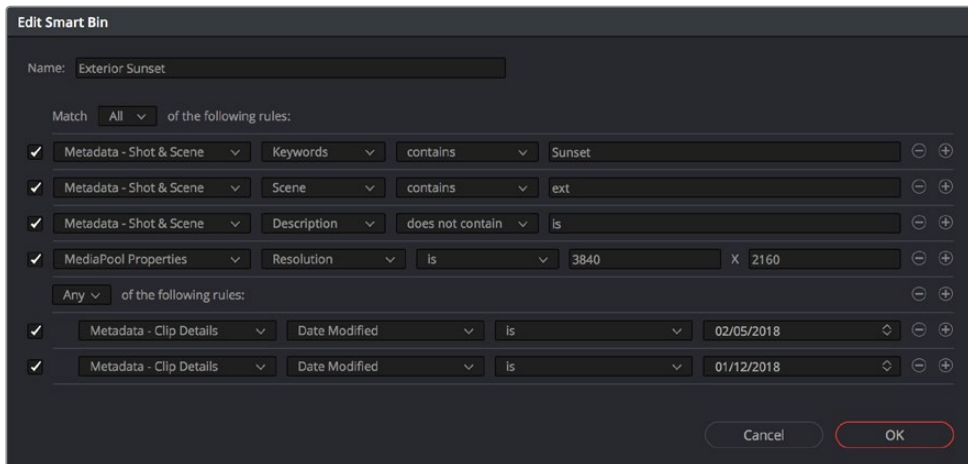 Edit Smart Bin
Name: Exterior Sunset
Match All of the following rules:
Metadata - Shot & Scene Keywords contains Sunset
Metadata - Shot & Scene Scene contains ext
Metadata - Shot & Scene Description does not contain is
MediaPool Properties Resolution is 3840 X 2160
Any of the following rules:
Metadata - Clip Details Date Modified is 02/05/2018
Metadata - Clip Details Date Modified is 01/12/2018
Cancel OK